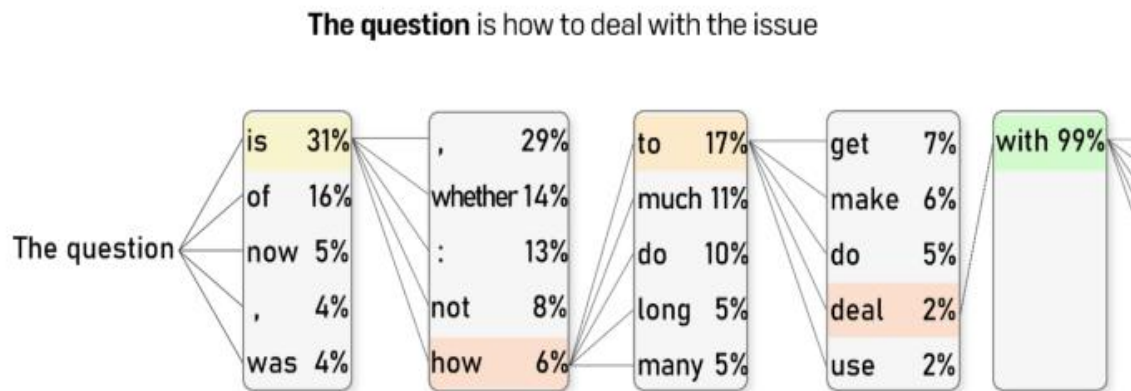 The question is how to deal with the issue
is 31% , 29% to 17% get 7% with 99%
of 16% whether 14% much 11% make 6%
The question now 5% : 13% do 10% do 5%
, 4% not 8% long 5% deal 2%
was 4% how 6% many 5% use 2%